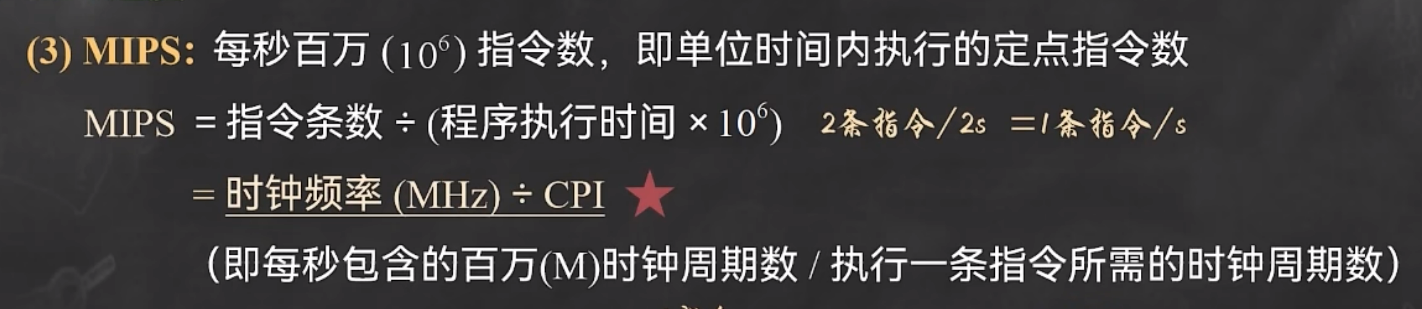 (3) MIPS: 每秒百万 (10⁶) 指令数，即单位时间内执行的定点指令数
MIPS = 指令条数 ÷ (程序执行时间 × 10⁶) 2条指令/2s =1条指令/s
= 时钟频率 (MHz) ÷ CPI
（即每秒包含的百万(M)时钟周期数 / 执行一条指令所需的时钟周期数）